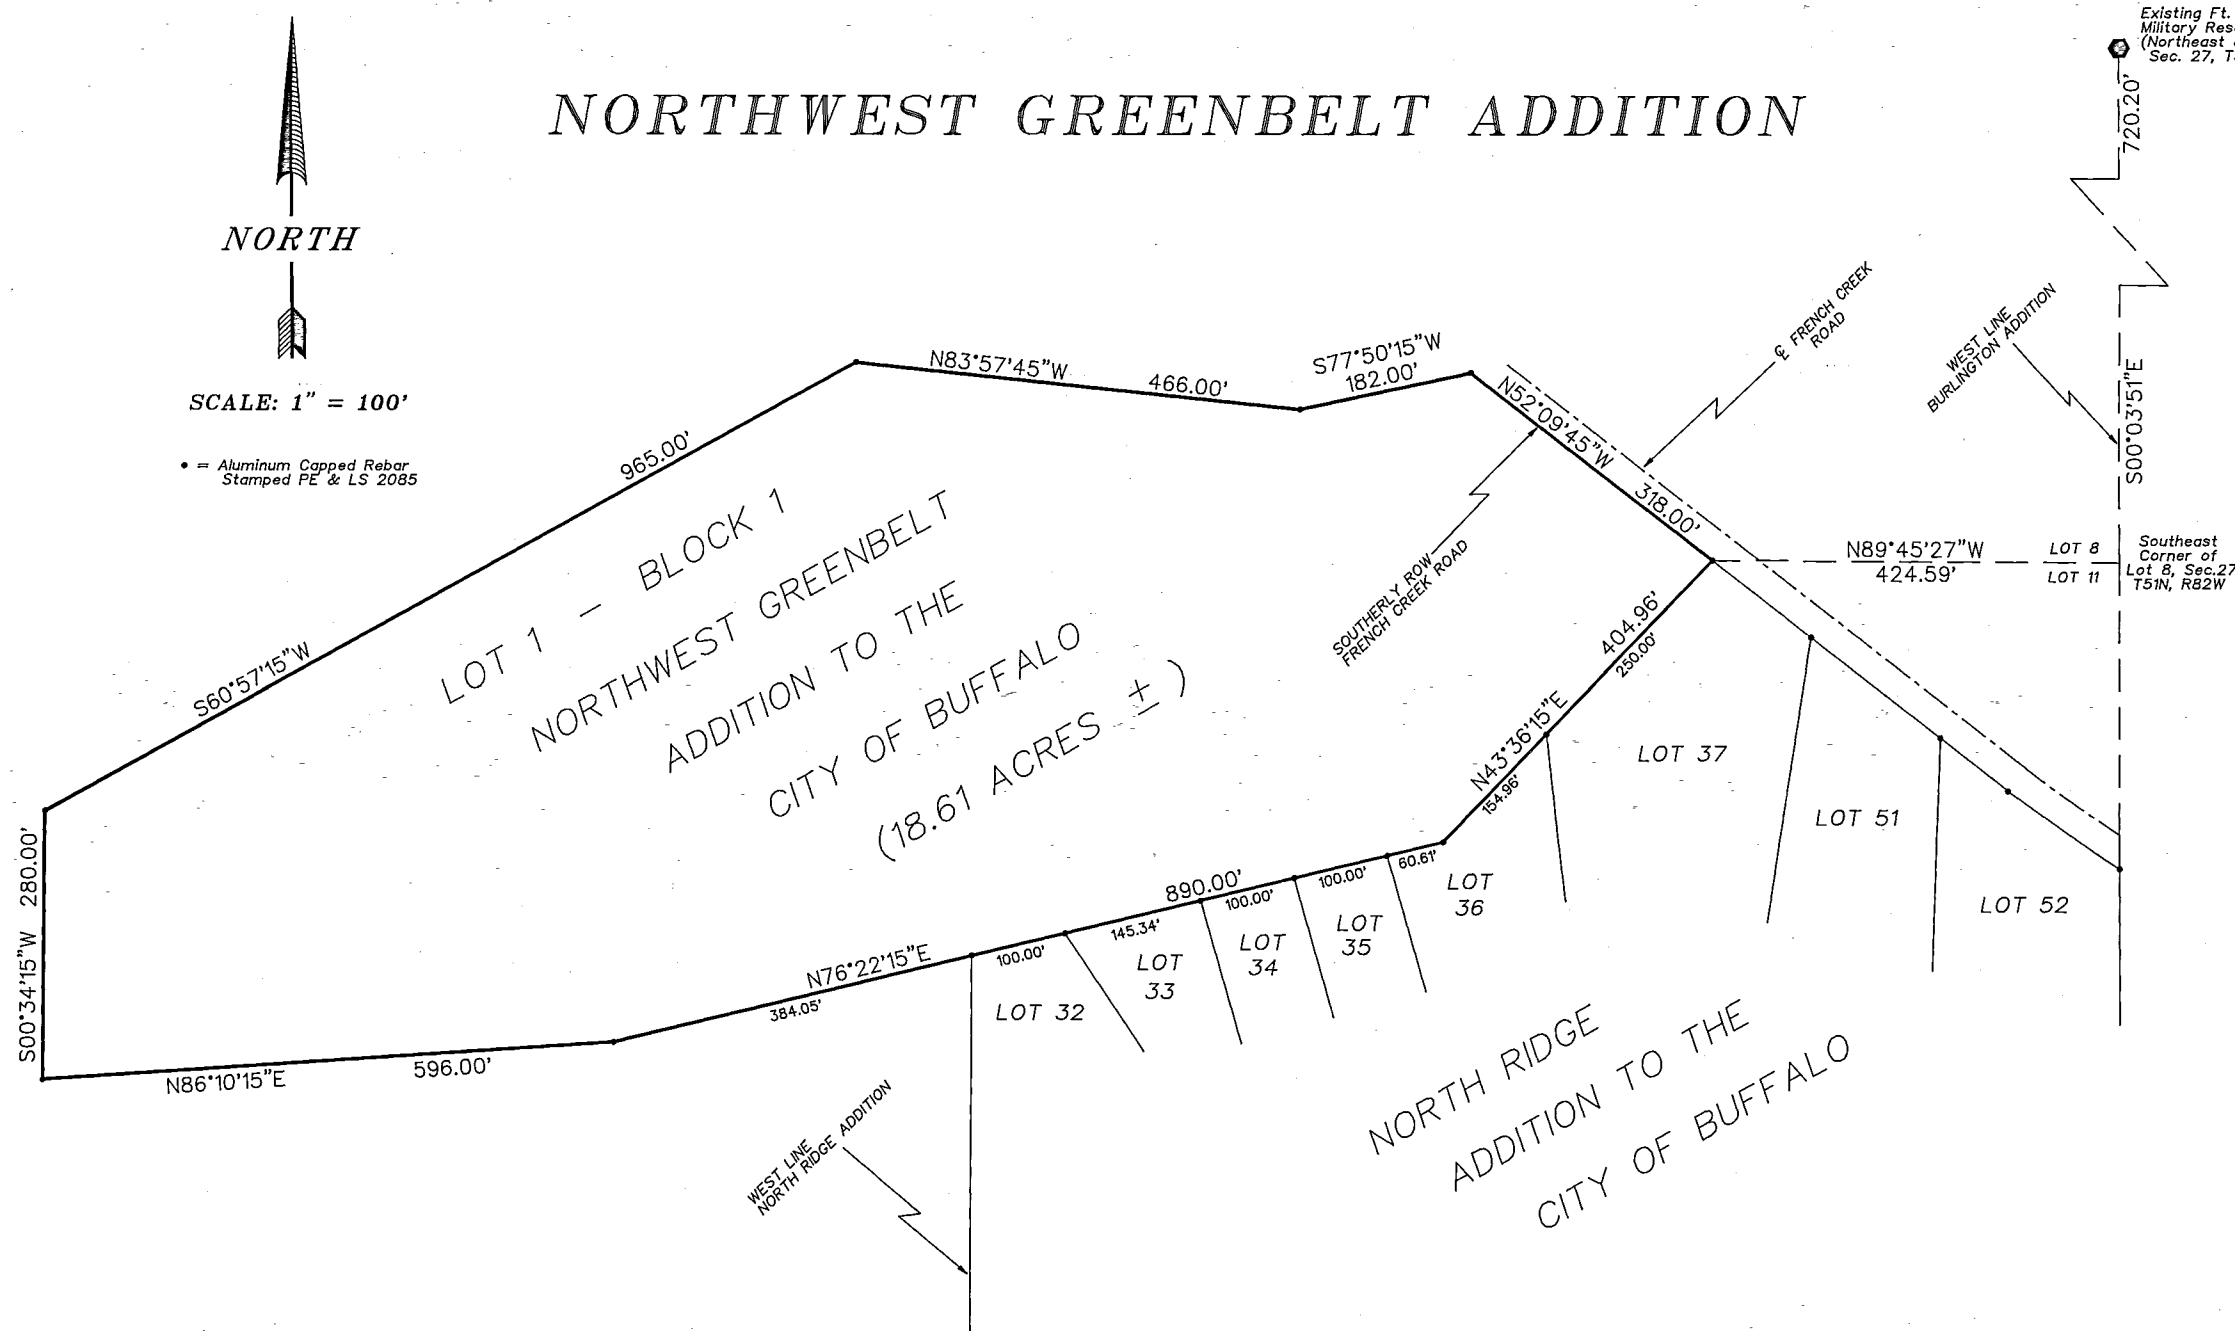 NORTHWEST GREENBELT ADDITION
Existing Ft.
Military
(Northeast
Sec. 27,
720.20'
NORTH
SCALE: 1" = 100'
• = Aluminum Capped Rebar
Stamped PE & LS 2085
N83°57'45"W
466.00'
S77°50'15"W
182.00'
N52°09'45"W
318.00'
℄ FRENCH CREEK
ROAD
WEST LINE
BURLINGTON ADDITION
S00°03'51"E
SOUTHERLY ROW
FRENCH CREEK ROAD
N89°45'27"W
424.59'
LOT 8
LOT 11
Southeast
Corner of
Lot 8, Sec.27
T51N, R82W
965.00'
S60°57'15"W
LOT 1 – BLOCK 1
NORTHWEST GREENBELT
ADDITION TO THE
CITY OF BUFFALO
(18.61 ACRES ±)
404.96'
250.00'
N43°36'15"E
154.96'
LOT 37
LOT 51
LOT 52
S00°34'15"W 280.00'
N86°10'15"E
596.00'
N76°22'15"E
384.05'
890.00'
100.00'
145.34'
100.00'
100.00'
60.61'
LOT 32
LOT
33
LOT
34
LOT
35
LOT
36
WEST LINE
NORTH RIDGE ADDITION
NORTH RIDGE
ADDITION TO THE
CITY OF BUFFALO